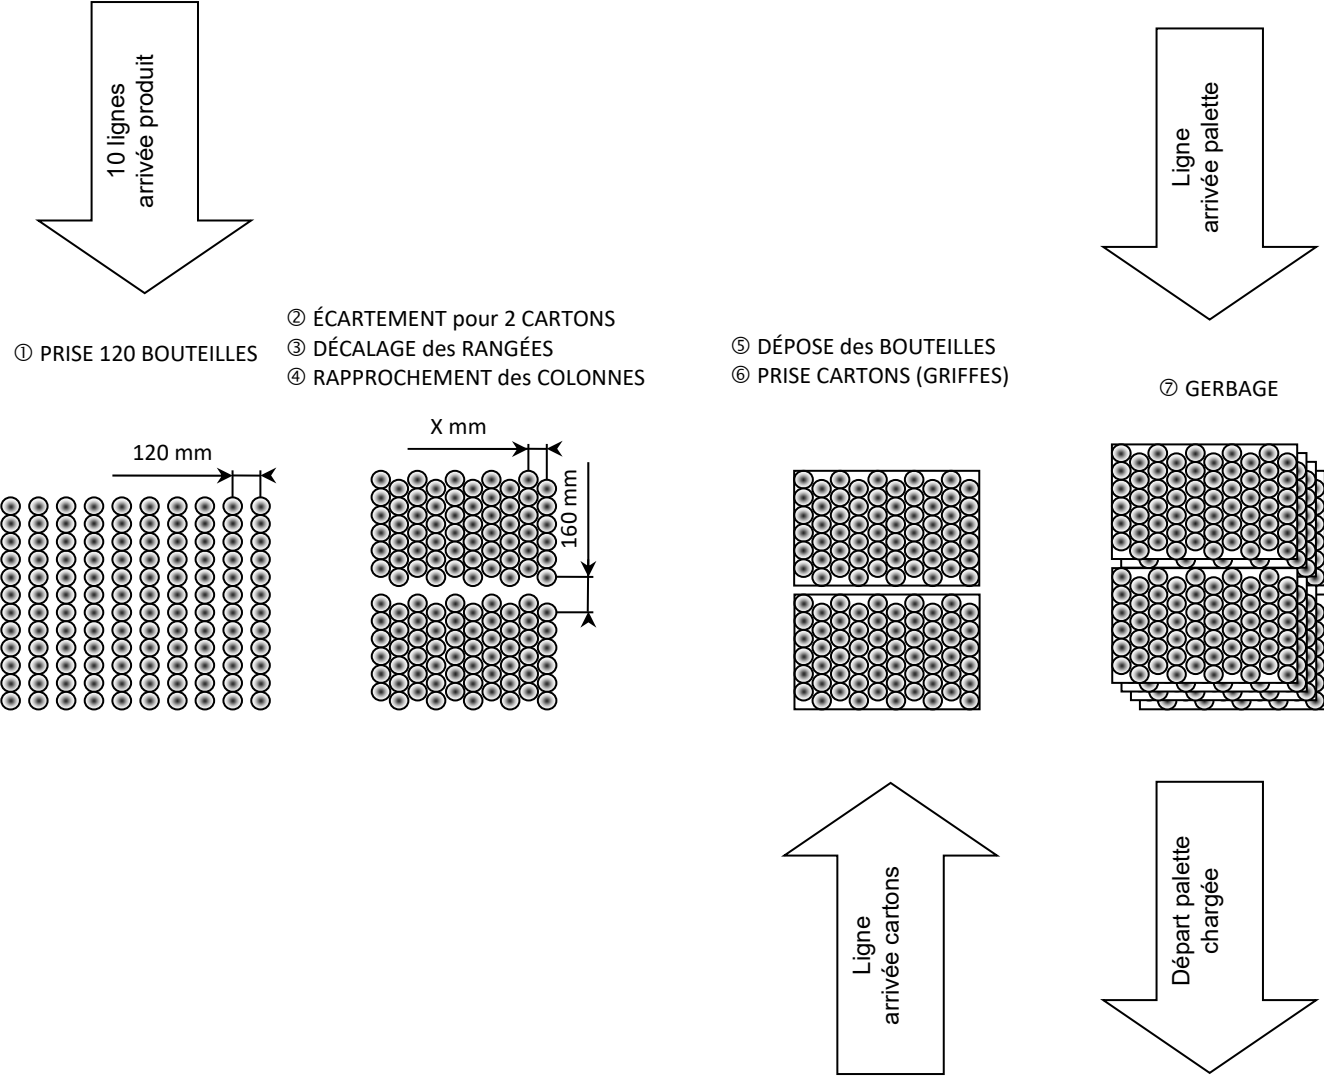 10 lignes
arrivée produit
Ligne
arrivée palette
① PRISE 120 BOUTEILLES
② ÉCARTEMENT pour 2 CARTONS
③ DÉCALAGE des RANGÉES
④ RAPPROCHEMENT des COLONNES
⑤ DÉPOSE des BOUTEILLES
⑥ PRISE CARTONS (GRIFFES)
⑦ GERBAGE
120 mm
X mm
160 mm
Ligne
arrivée cartons
Départ palette
chargée